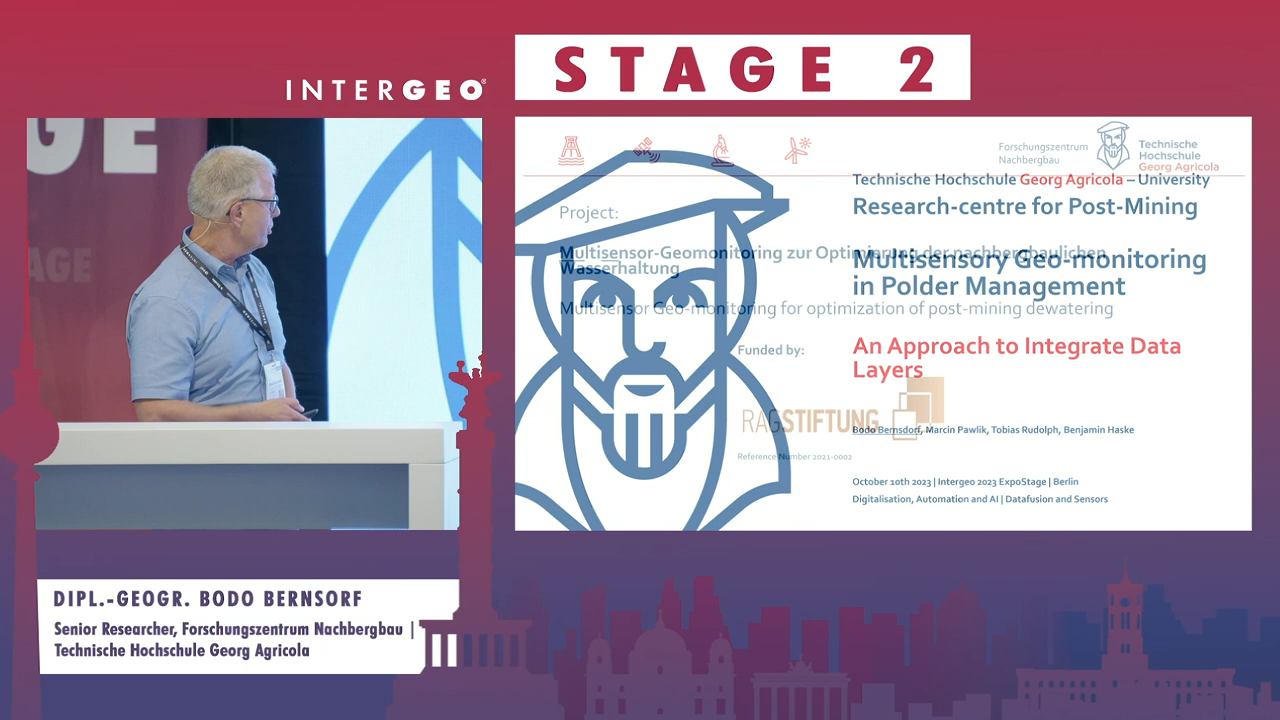 INTERGEO®
STAGE 2
GE
AGE
Forschungszentrum
Nachbergbau
Technische
Hochschule
Georg Agricola
Technische Hochschule Georg Agricola – University
Research-centre for Post-Mining
Project:
Multisensor-Geomonitoring zur Optimierung der nachbergbaulichen
Wasserhaltung
Multisensory Geo-monitoring
in Polder Management
Multisensor Geo-monitoring for optimization of post-mining dewatering
Funded by:
An Approach to Integrate Data
Layers
RAGSTIFTUNG
Bodo Bernsdorf, Marcin Pawlik, Tobias Rudolph, Benjamin Haske
Reference Number 2021-0002
October 10th 2023 | Intergeo 2023 ExpoStage | Berlin
Digitalisation, Automation and AI | Datafusion and Sensors
DIPL.-GEOGR. BODO BERNSORF
Senior Researcher, Forschungszentrum Nachbergbau |
Technische Hochschule Georg Agricola